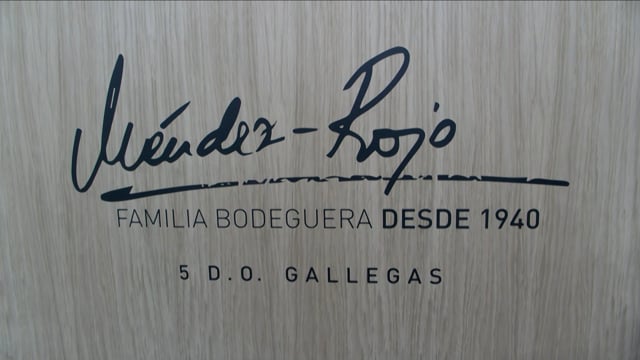 Méndez-Rojo
FAMILIA BODEGUERA DESDE 1940
5 D.O. GALLEGAS